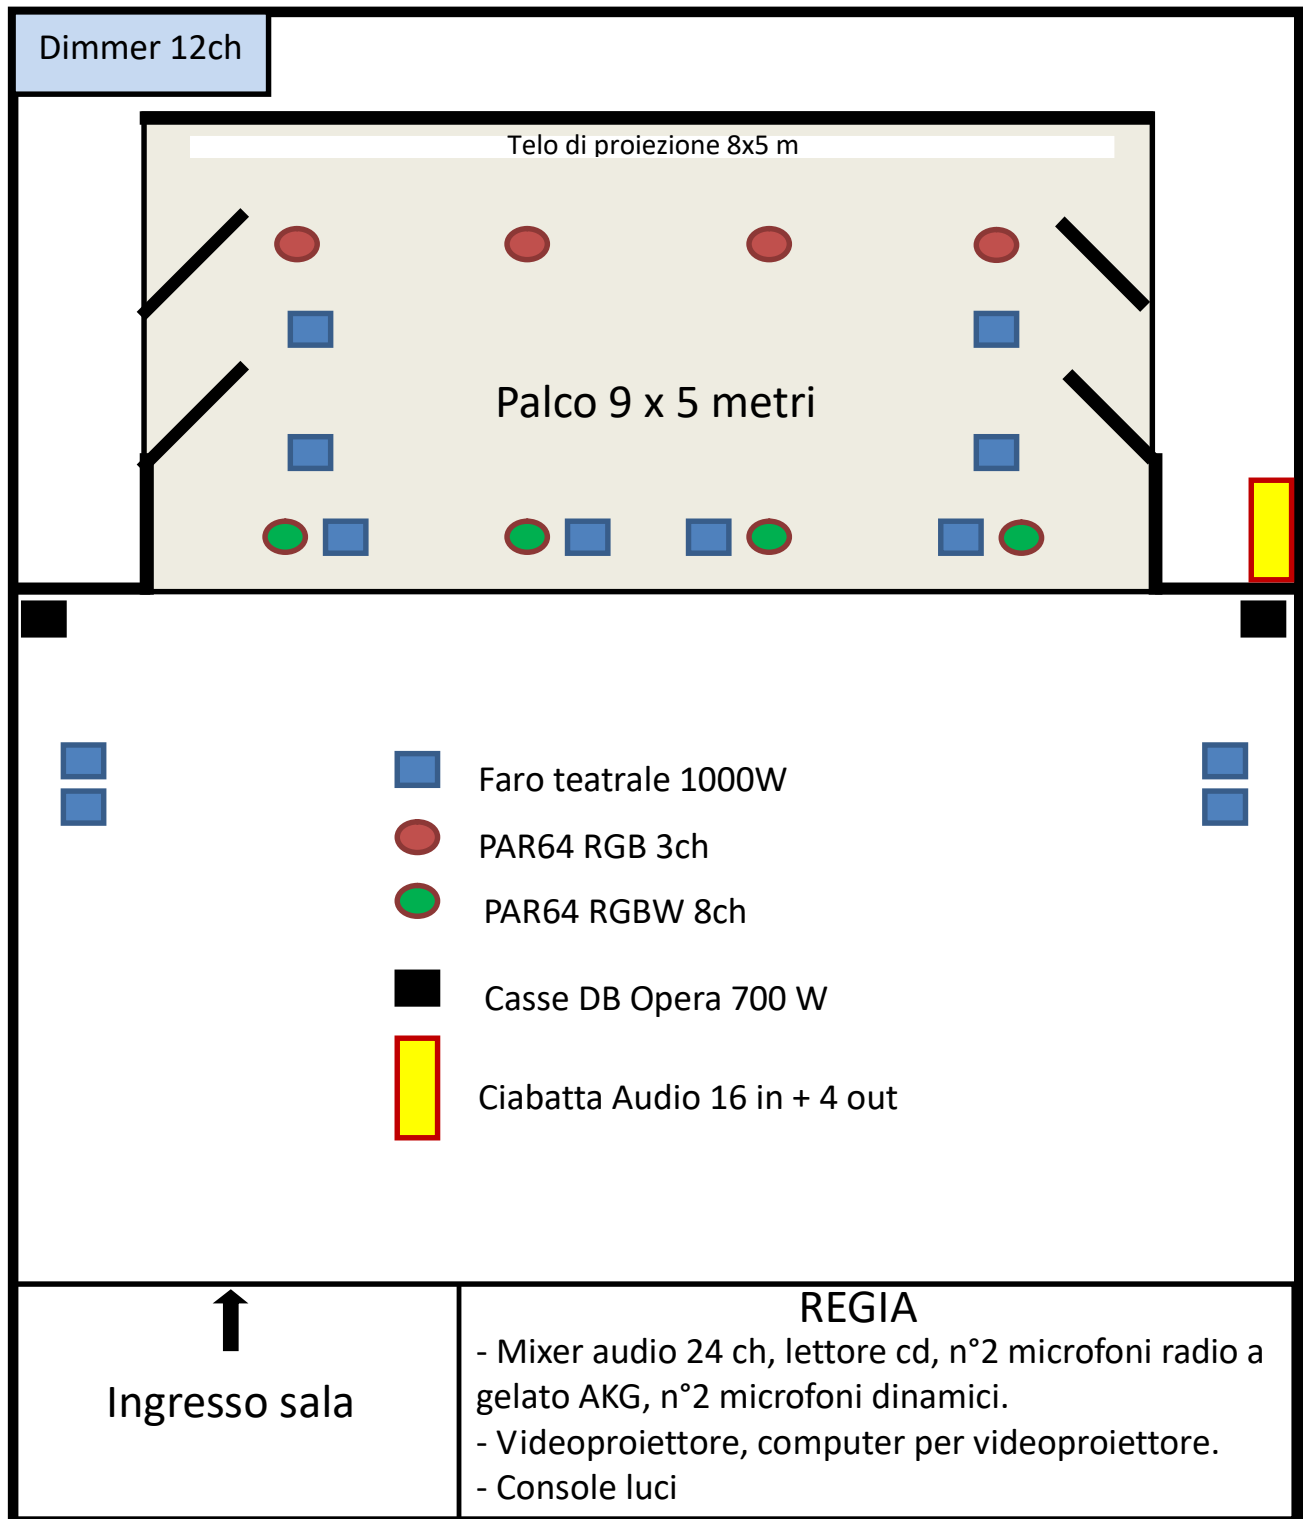 Dimmer 12ch
Telo di proiezione 8x5 m
Palco 9 x 5 metri
Faro teatrale 1000W
PAR64 RGB 3ch
PAR64 RGBW 8ch
Casse DB Opera 700 W
Ciabatta Audio 16 in + 4 out
Ingresso sala
REGIA
- Mixer audio 24 ch, lettore cd, n°2 microfoni radio a
gelato AKG, n°2 microfoni dinamici.
- Videoproiettore, computer per videoproiettore.
- Console luci